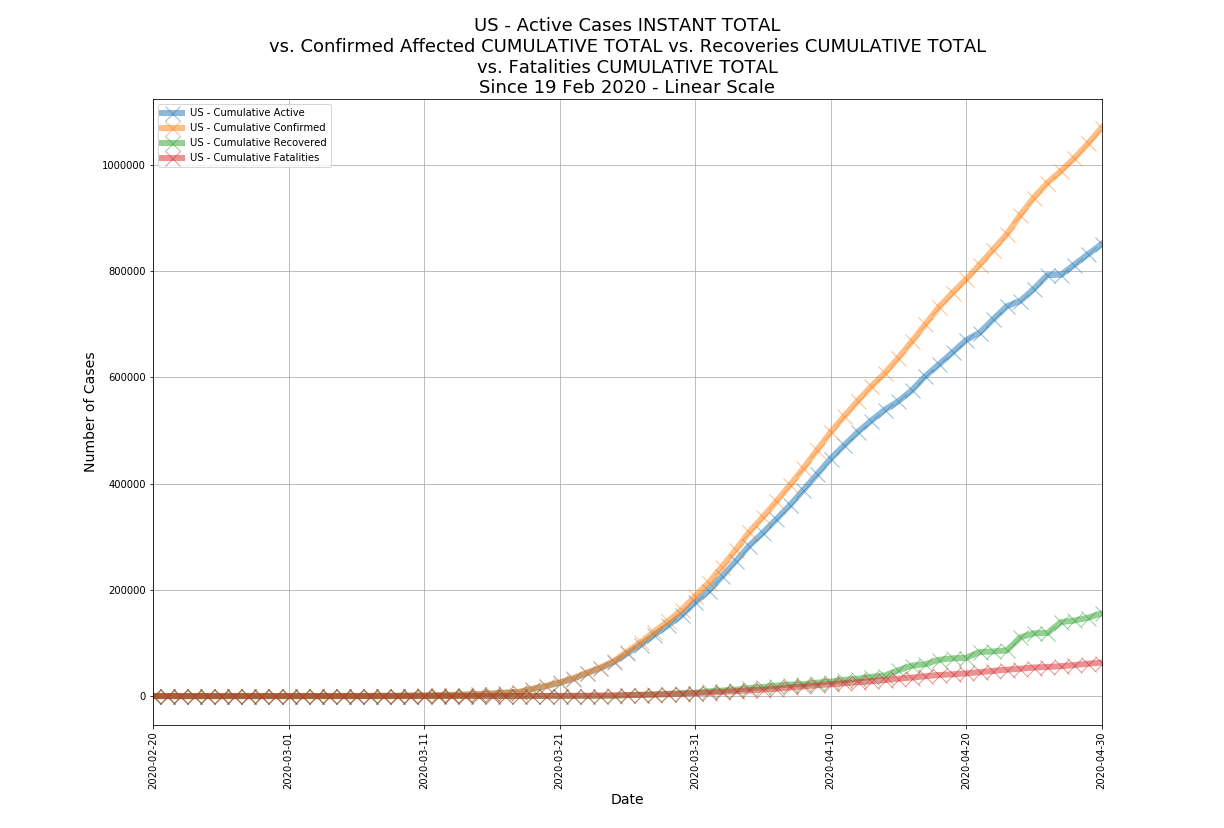 US - Active Cases INSTANT TOTAL
vs. Confirmed Affected CUMULATIVE TOTAL vs. Recoveries CUMULATIVE TOTAL
vs. Fatalities CUMULATIVE TOTAL
Since 19 Feb 2020 - Linear Scale
US - Cumulative Active
US - Cumulative Confirmed
US - Cumulative Recovered
US - Cumulative Fatalities
1000000
800000
600000
400000
200000
0
Number of Cases
2020-02-20
2020-03-01
2020-03-11
2020-03-21
2020-03-31
2020-04-10
2020-04-20
2020-04-30
Date